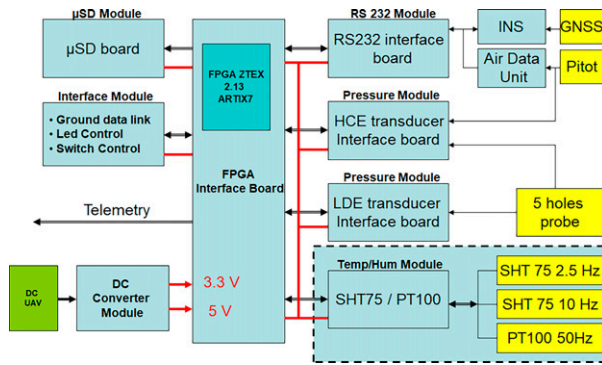 µSD Module
µSD board
Interface Module
• Ground data link
• Led Control
• Switch Control
Telemetry
DC
UAV
DC
Converter
Module
3.3 V
5 V
FPGA ZTEX
2.13
ARTIX7
FPGA
Interface Board
RS 232 Module
RS232 interface
board
INS
GNSS
Air Data
Unit
Pitot
Pressure Module
HCE transducer
Interface board
Pressure Module
LDE transducer
Interface board
5 holes
probe
Temp/Hum Module
SHT75 / PT100
SHT 75 2.5 Hz
SHT 75 10 Hz
PT100 50Hz